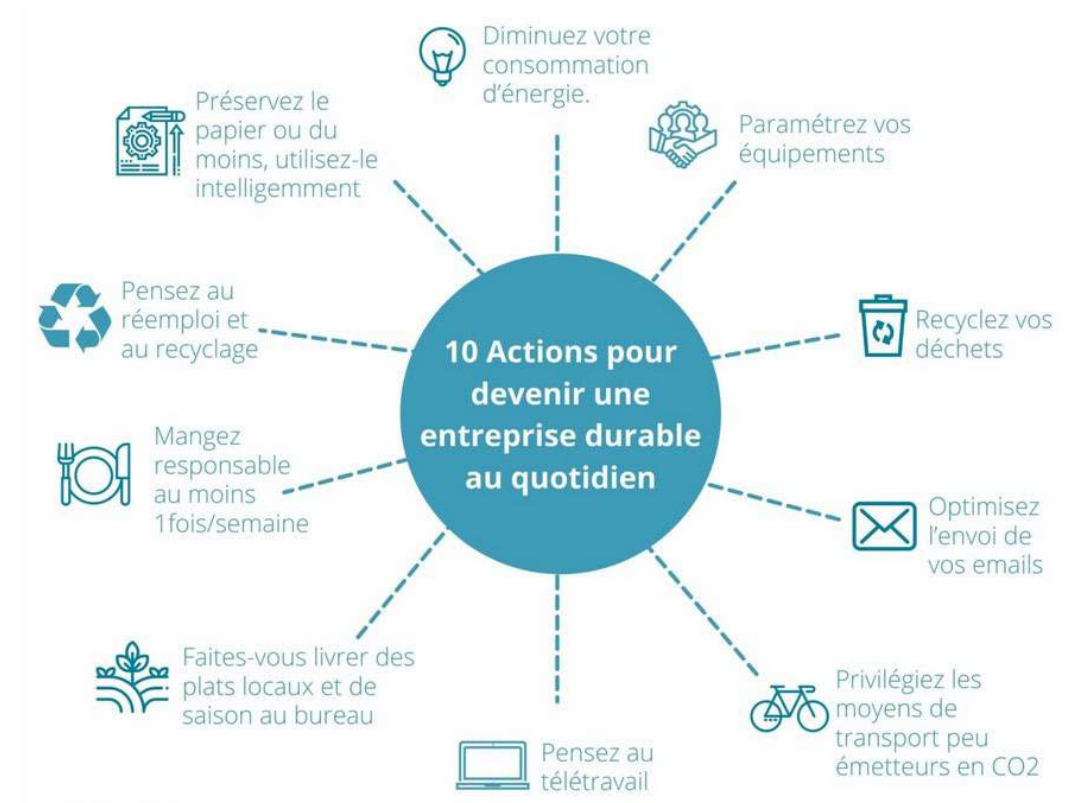 10 Actions pour
devenir une
entreprise durable
au quotidien
Diminuez votre
consommation
d'énergie.
Paramétrez vos
équipements
Recyclez vos
déchets
Optimisez
l'envoi de
vos emails
Privilégiez les
moyens de
transport peu
émetteurs en CO2
Pensez au
télétravail
Faites-vous livrer des
plats locaux et de
saison au bureau
Mangez
responsable
au moins
1fois/semaine
Pensez au
réemploi et
au recyclage
Préservez le
papier ou du
moins, utilisez-le
intelligemment